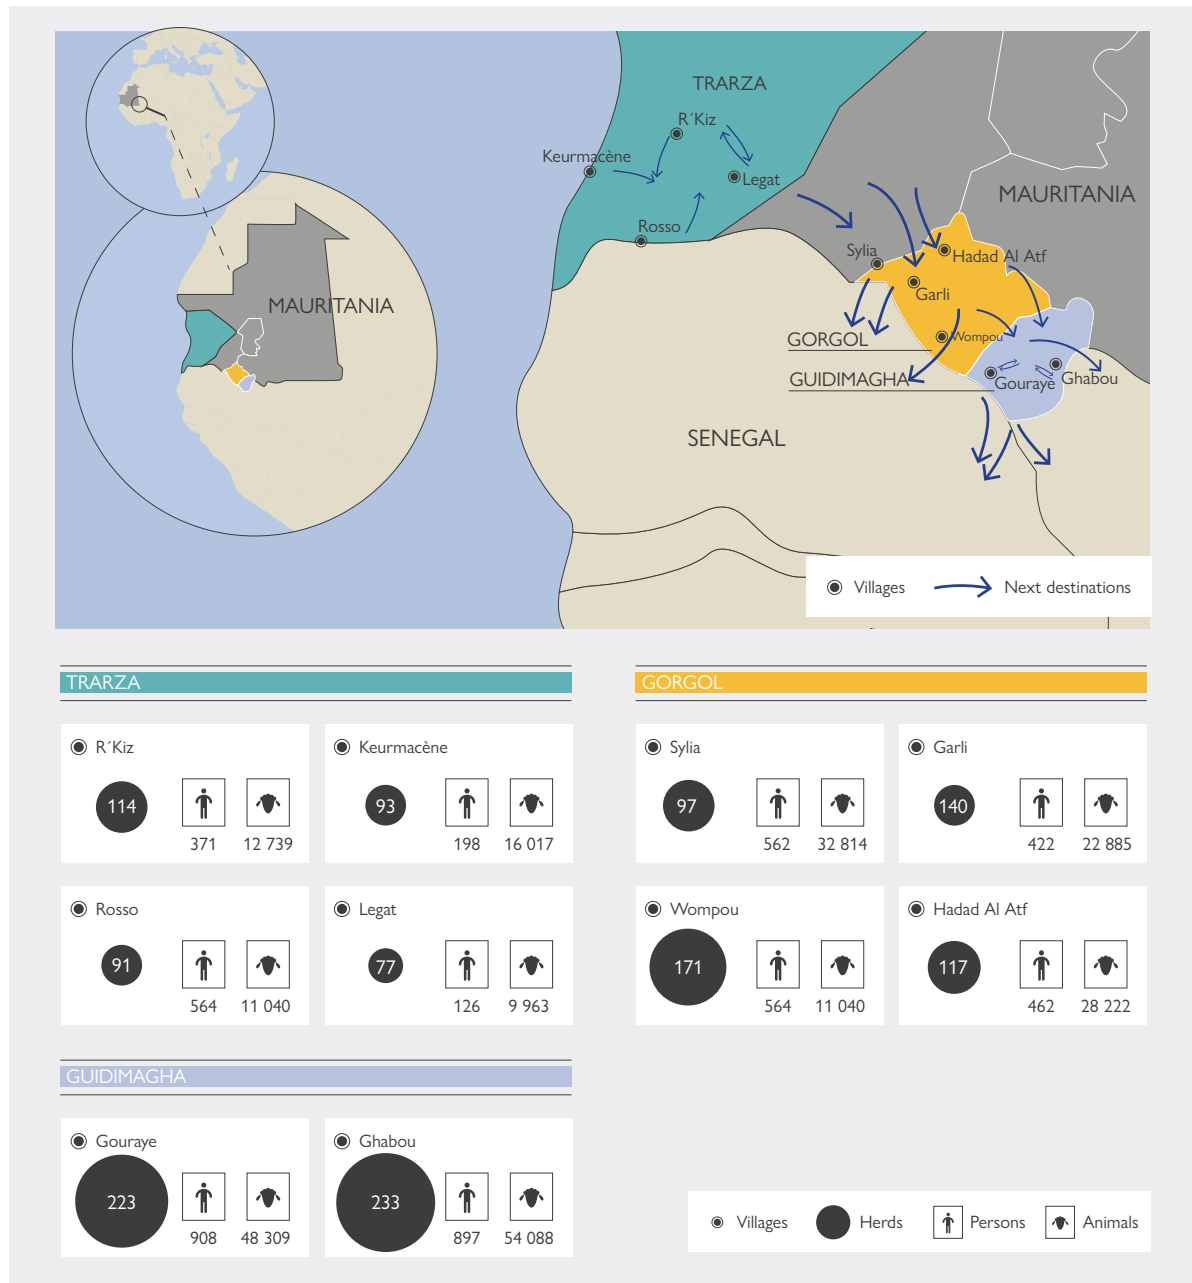 TRARZA
R´Kiz
Keurmacène
Legat
Rosso
MAURITANIA
MAURITANIA
Sylia
Hadad Al Atf
Garli
GORGOL
Wompou
GUIDIMAGHA
Gouraye
Ghabou
SENEGAL
Villages
Next destinations
TRARZA
R´Kiz
114
371
12 739
Keurmacène
93
198
16 017
Rosso
91
564
11 040
Legat
77
126
9 963
GORGOL
Sylia
97
562
32 814
Garli
140
422
22 885
Wompou
171
564
11 040
Hadad Al Atf
117
462
28 222
GUIDIMAGHA
Gouraye
223
908
48 309
Ghabou
233
897
54 088
Villages
Herds
Persons
Animals